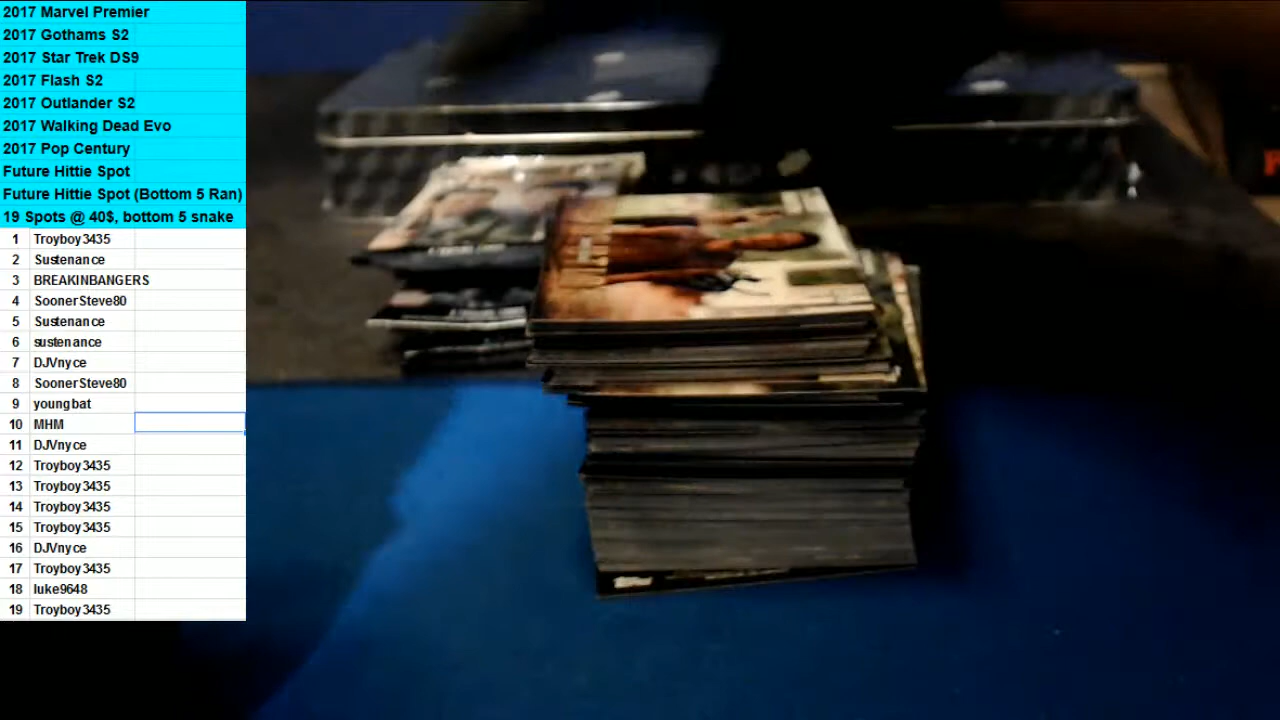 2017 Marvel Premier
2017 Gothams S2
2017 Star Trek DS9
2017 Flash S2
2017 Outlander S2
2017 Walking Dead Evo
2017 Pop Century
Future Hittie Spot
Future Hittie Spot (Bottom 5 Ran)
19 Spots @ 40$, bottom 5 snake
1 Troyboy3435
2 Sustenance
3 BREAKINBANGERS
4 SoonerSteve80
5 Sustenance
6 sustenance
7 DJVnyce
8 SoonerSteve80
9 youngbat
10 MHM
11 DJVnyce
12 Troyboy3435
13 Troyboy3435
14 Troyboy3435
15 Troyboy3435
16 DJVnyce
17 Troyboy3435
18 luke9648
19 Troyboy3435